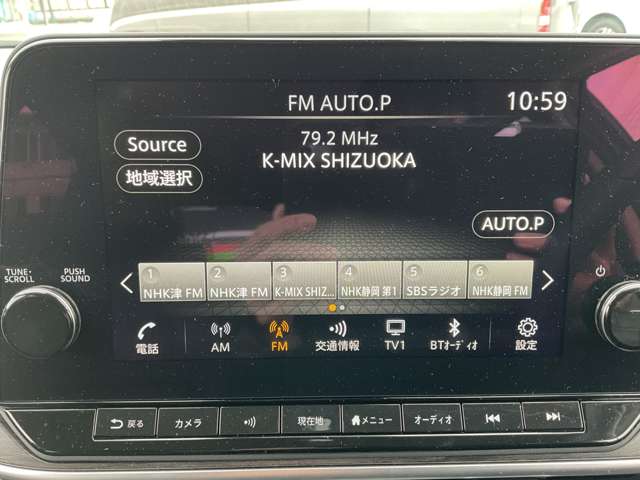 FM AUTO.P
10:59
79.2 MHz
K-MIX SHIZUOKA
Source
地域選択
AUTO.P
1 2 3 4 5 6
NHK津 FM NHK津 FM K-MIX SHIZ... NHK静岡 第1 SBSラジオ NHK静岡 FM
TUNE・SCROLL
PUSH SOUND
電話 AM FM 交通情報 TV1 BTオーディオ 設定
戻る カメラ 現在地 メニュー オーディオ